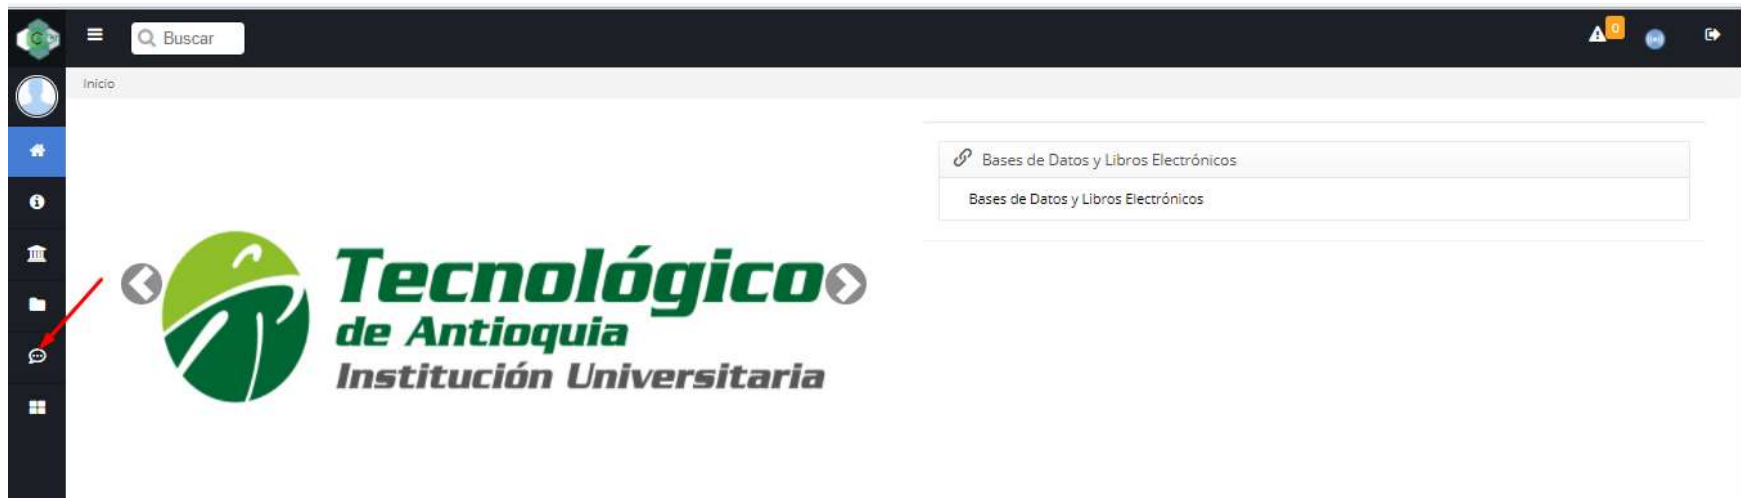 Buscar
0
Inicio
Bases de Datos y Libros Electrónicos
Bases de Datos y Libros Electrónicos
Tecnológico
de Antioquia
Institución Universitaria